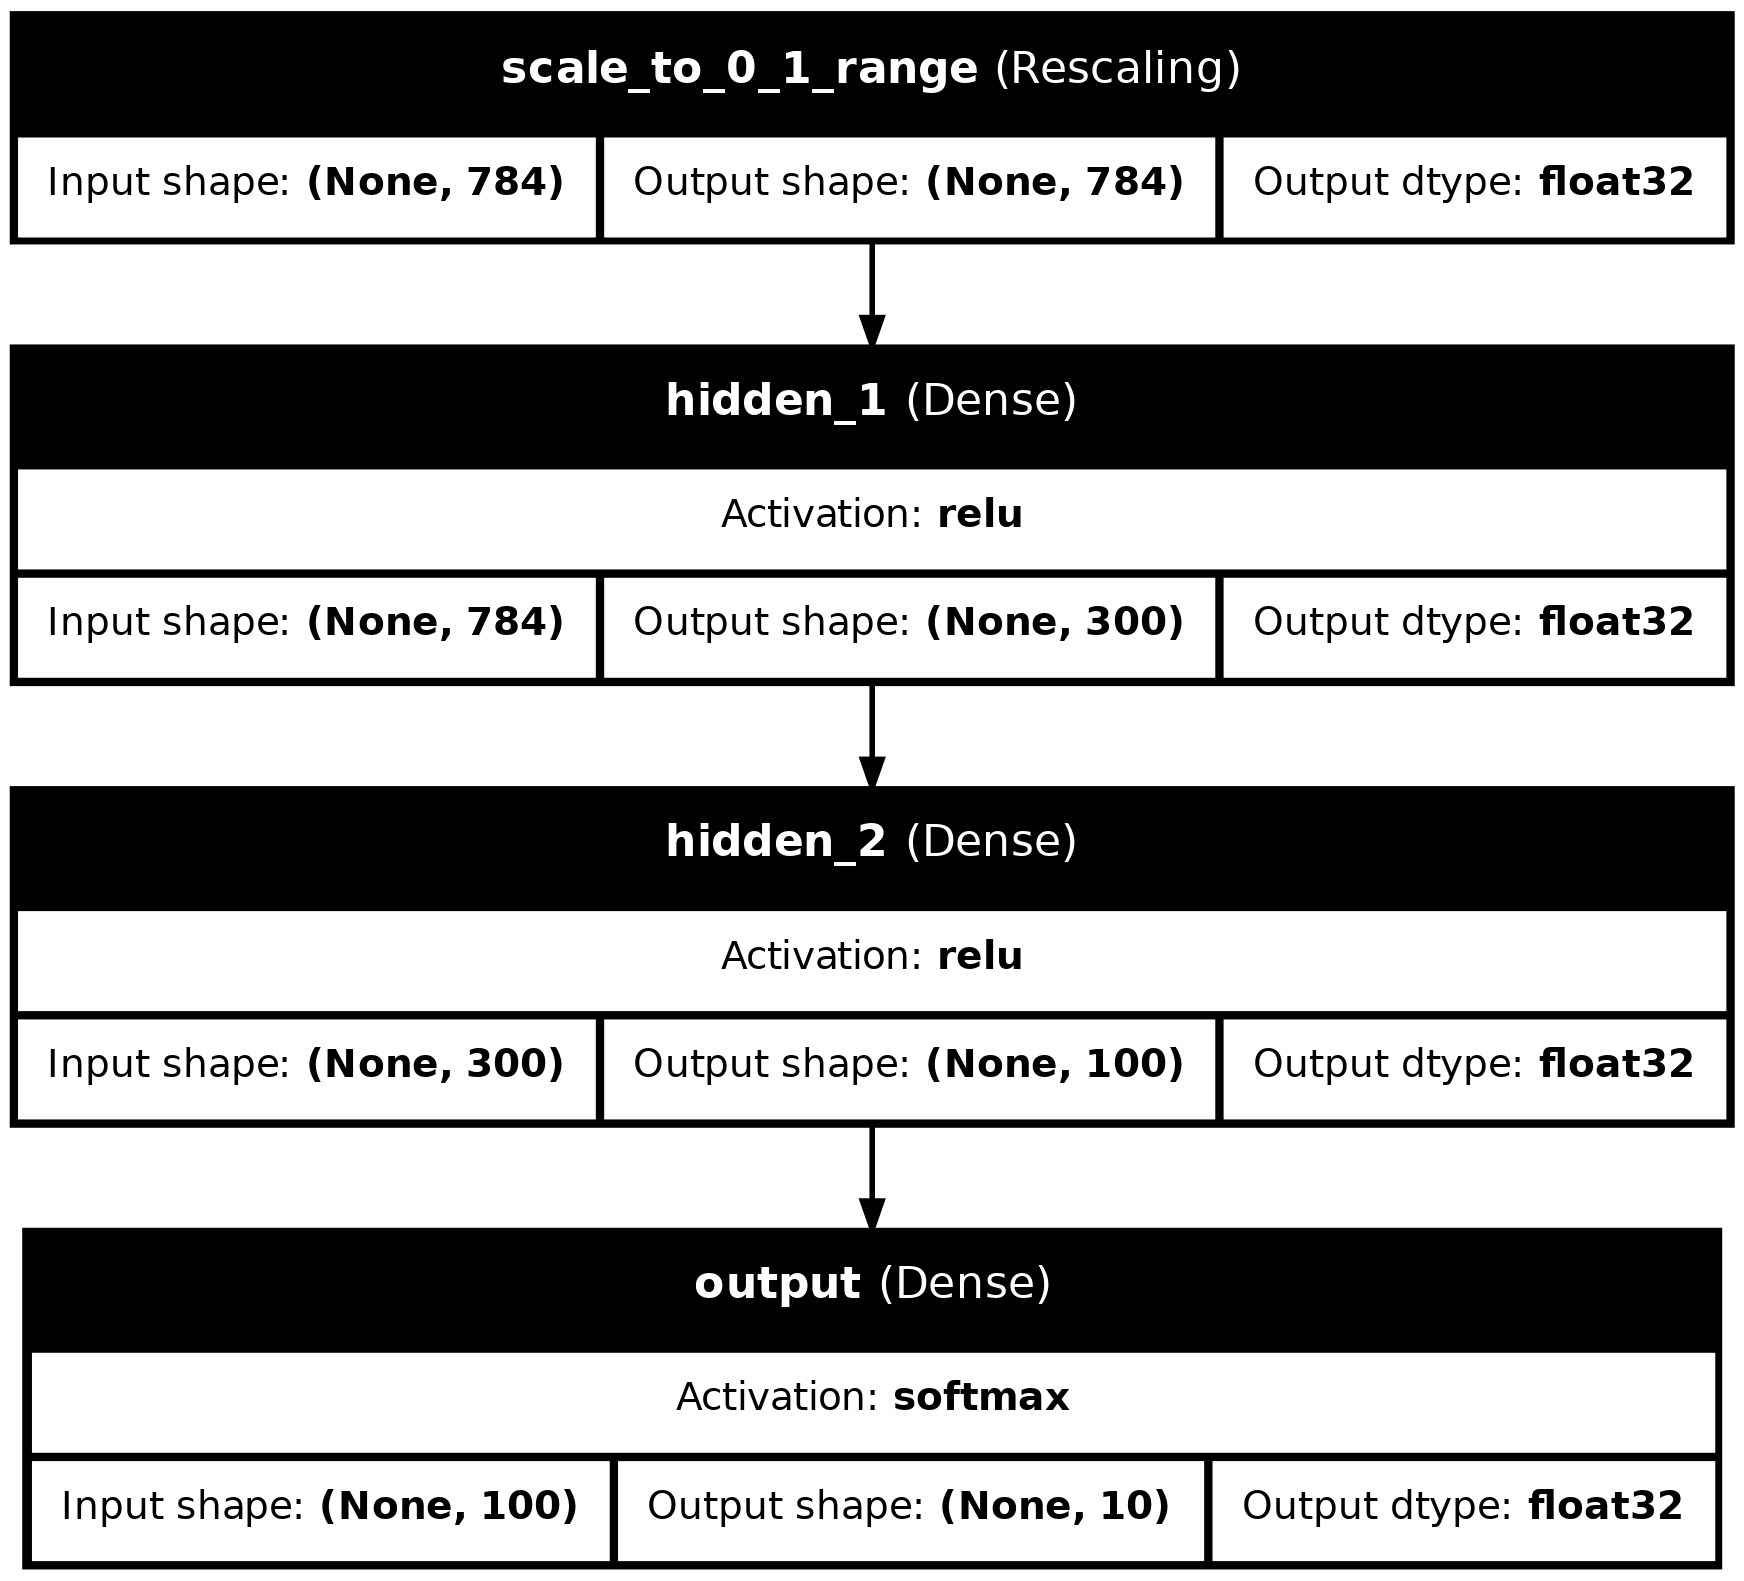 scale_to_0_1_range (Rescaling)
Input shape: (None, 784) Output shape: (None, 784) Output dtype: float32
hidden_1 (Dense)
Activation: relu
Input shape: (None, 784) Output shape: (None, 300) Output dtype: float32
hidden_2 (Dense)
Activation: relu
Input shape: (None, 300) Output shape: (None, 100) Output dtype: float32
output (Dense)
Activation: softmax
Input shape: (None, 100) Output shape: (None, 10) Output dtype: float32